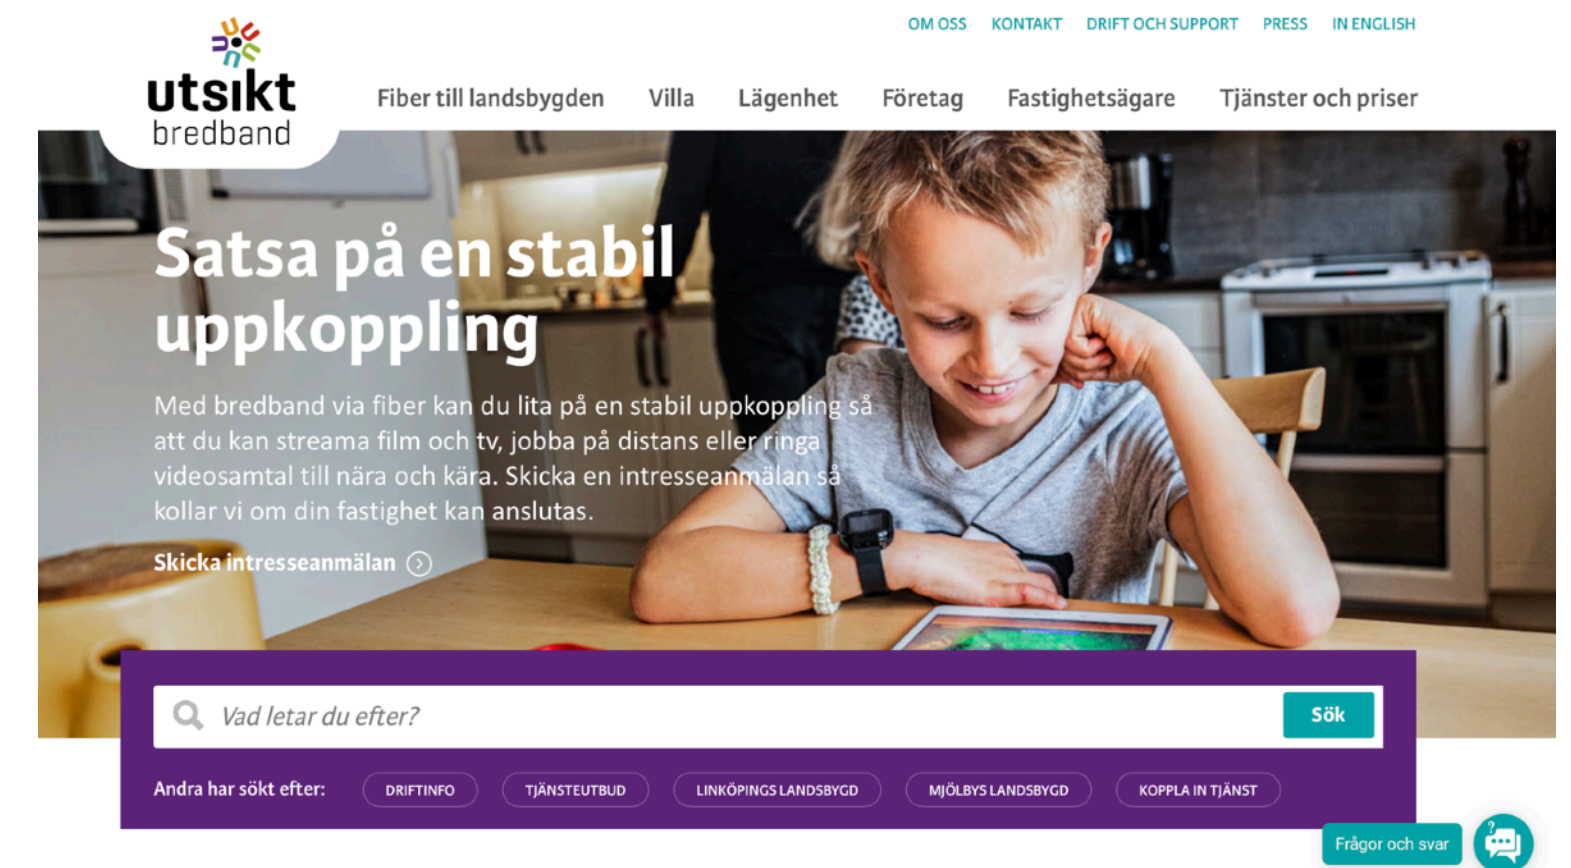 OM OSS KONTAKT DRIFT OCH SUPPORT PRESS IN ENGLISH
utsikt
bredband
Fiber till landsbygden Villa Lägenhet Företag Fastighetsägare Tjänster och priser
Satsa på en stabil
uppkoppling
Med bredband via fiber kan du lita på en stabil uppkoppling så
att du kan streama film och tv, jobba på distans eller ringa
videosamtal till nära och kära. Skicka en intresseanmälan så
kollar vi om din fastighet kan anslutas.
Skicka intresseanmälan
Vad letar du efter? Sök
Andra har sökt efter: DRIFTINFO TJÄNSTEUTBUD LINKÖPINGS LANDSBYGD MJÖLBYS LANDSBYGD KOPPLA IN TJÄNST
Frågor och svar ?